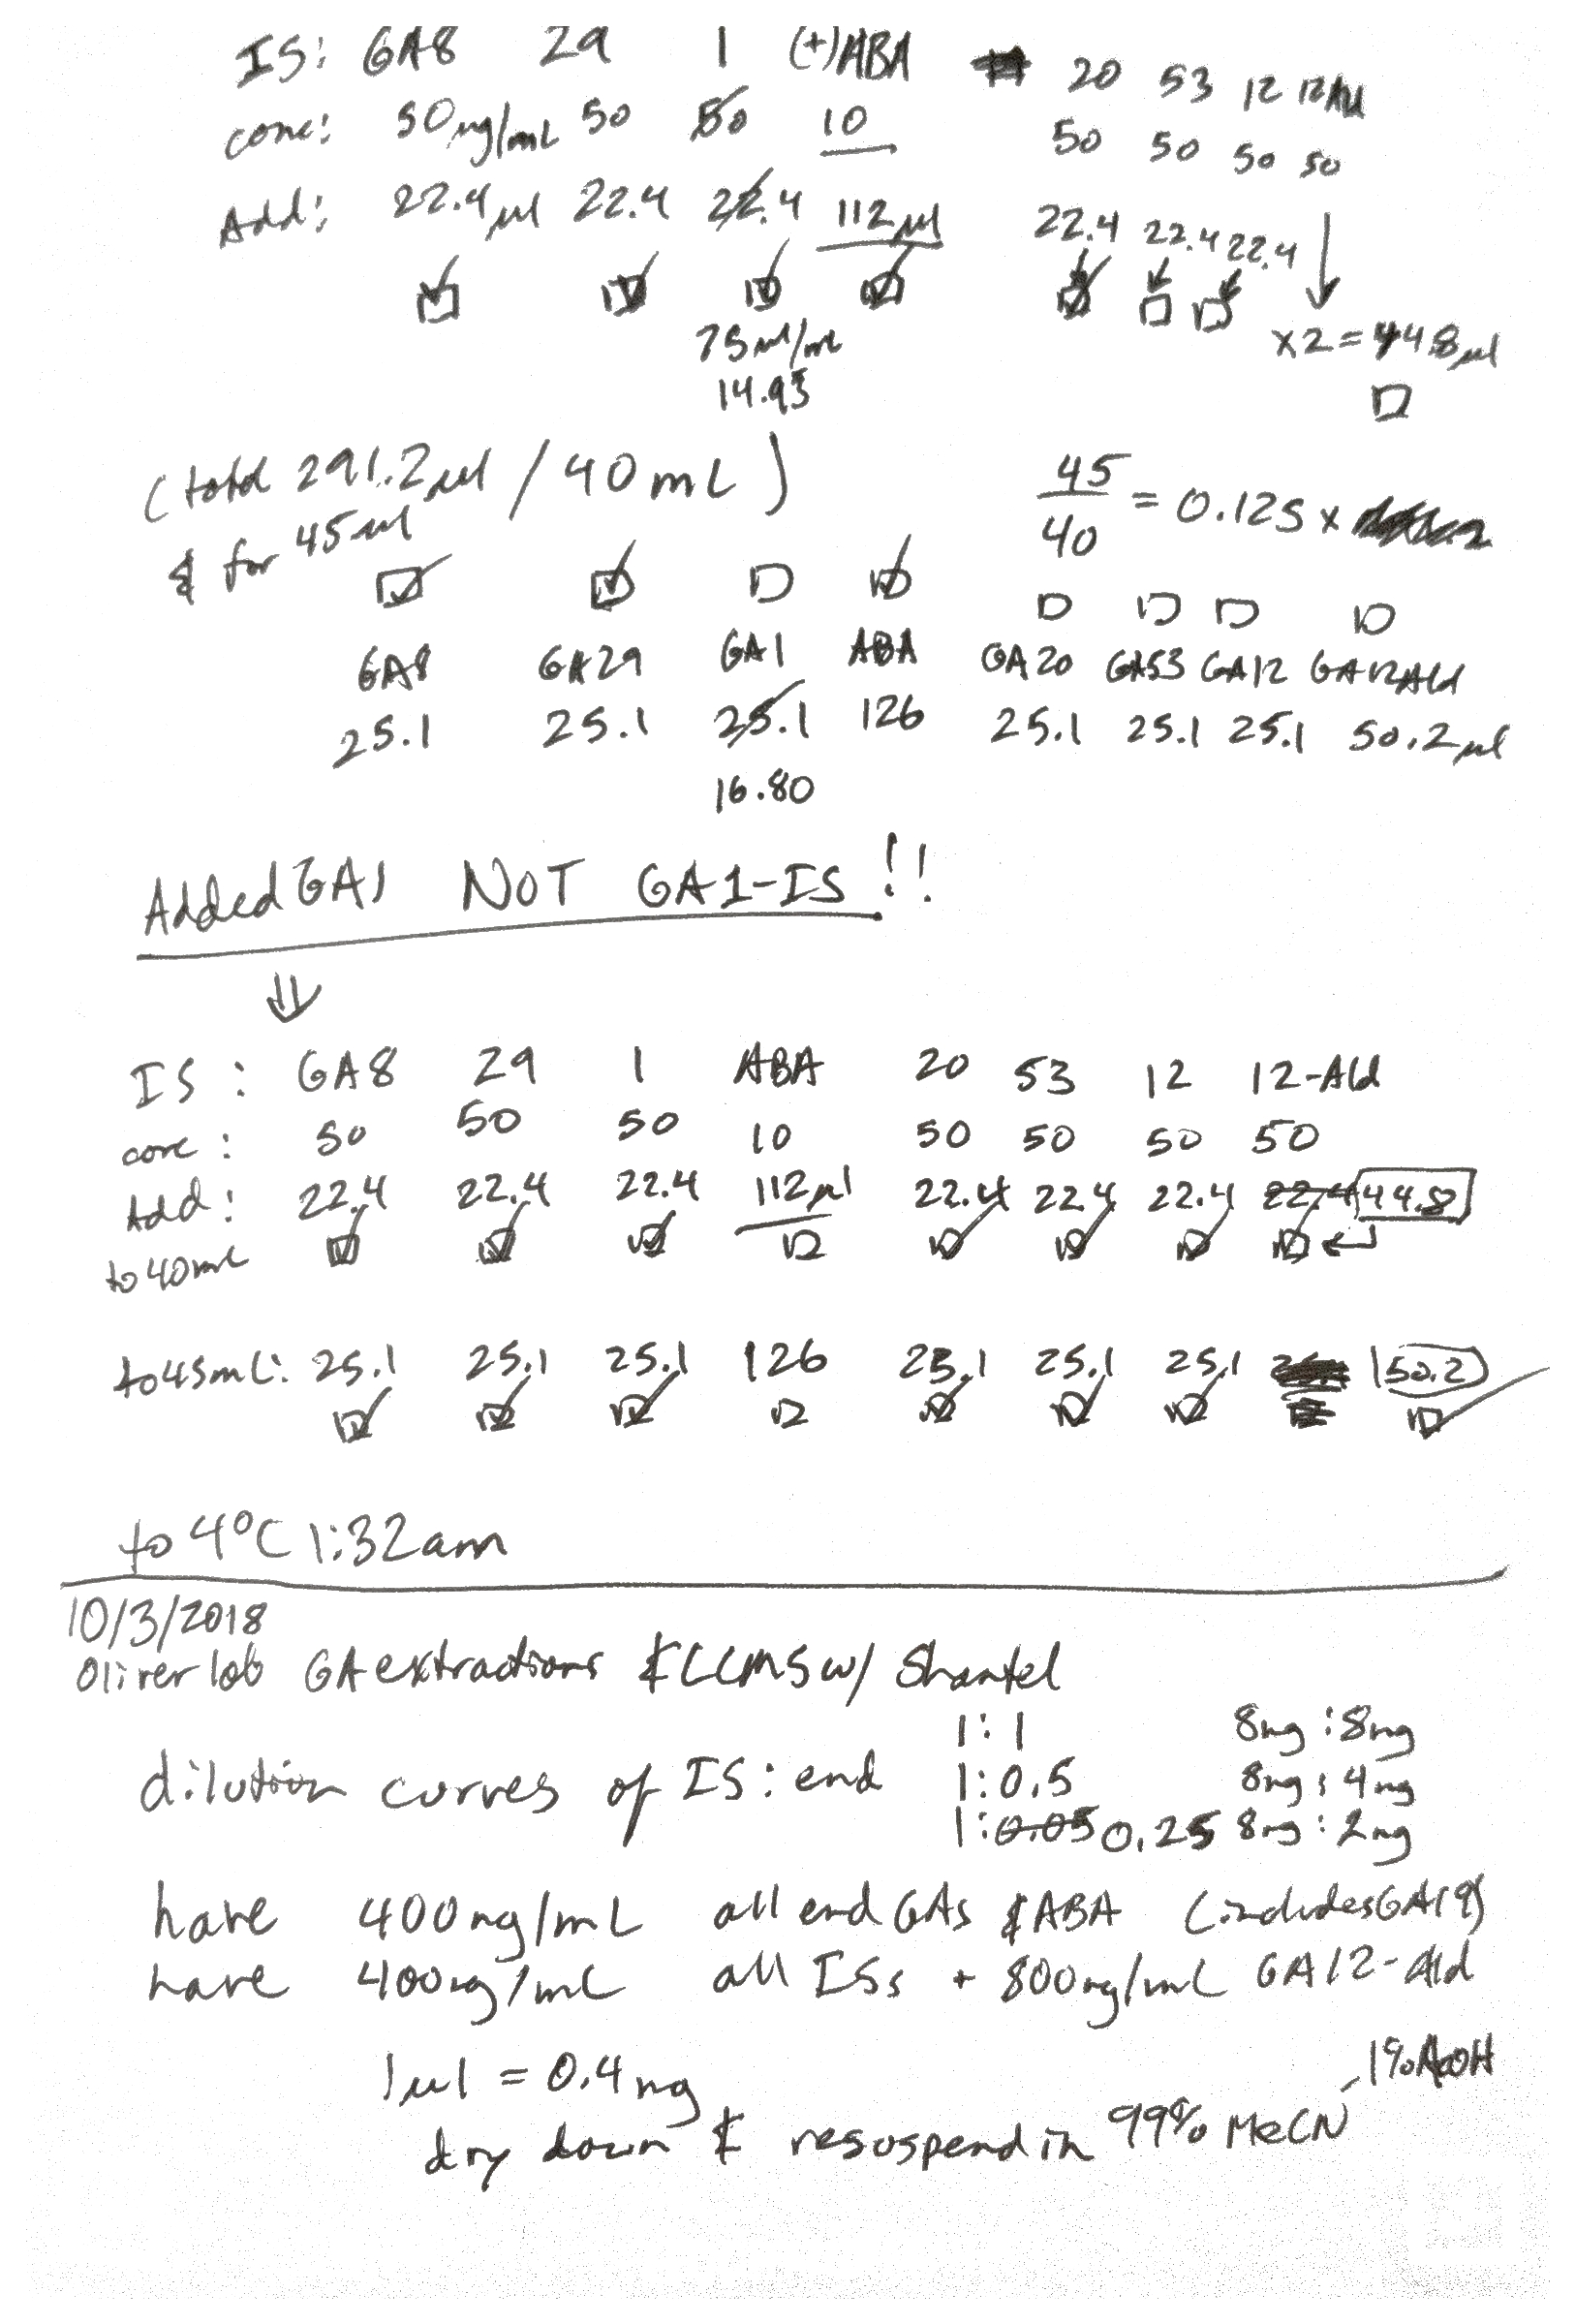 IS: GA8 29 1 (+)ABA 20 53 12 12Ald
conc: 50ng/mL 50 50 10 50 50 50 50
Add: 22.4µl 22.4 22.4 112µl 22.4 22.4 22.4
75ml/mL x2=44.8µl
14.93
(total 291.2µl / 40mL) 45/40 = 0.125 x
& for 45ml
GA8 GA29 GA1 ABA GA20 GA53 GA12 GA12Ald
25.1 25.1 25.1 126 25.1 25.1 25.1 50.2µl
16.80
Added GA1 NOT GA1-IS!!
⇓
IS: GA8 29 1 ABA 20 53 12 12-Ald
conc: 50 50 50 10 50 50 50 50
Add: 22.4 22.4 22.4 112µl 22.4 22.4 22.4 22.4 44.8
to 40mL
to 45mL: 25.1 25.1 25.1 126 25.1 25.1 25.1 50.2
to 4°C 1:32am
10/3/2018
Oliver lab GA extractions & LCMS w/ Shantel
1:1 8ng:8ng
dilution curves of IS:end 1:0.5 8ng:4ng
1:0.05 0.25 8ng:2ng
have 400ng/mL all end GAs & ABA (includes GA19)
have 400ng/mL all ISs + 800ng/mL GA12-Ald
1µl = 0.4ng
dry down & resuspend in 99% MeCN - 1% AcOH